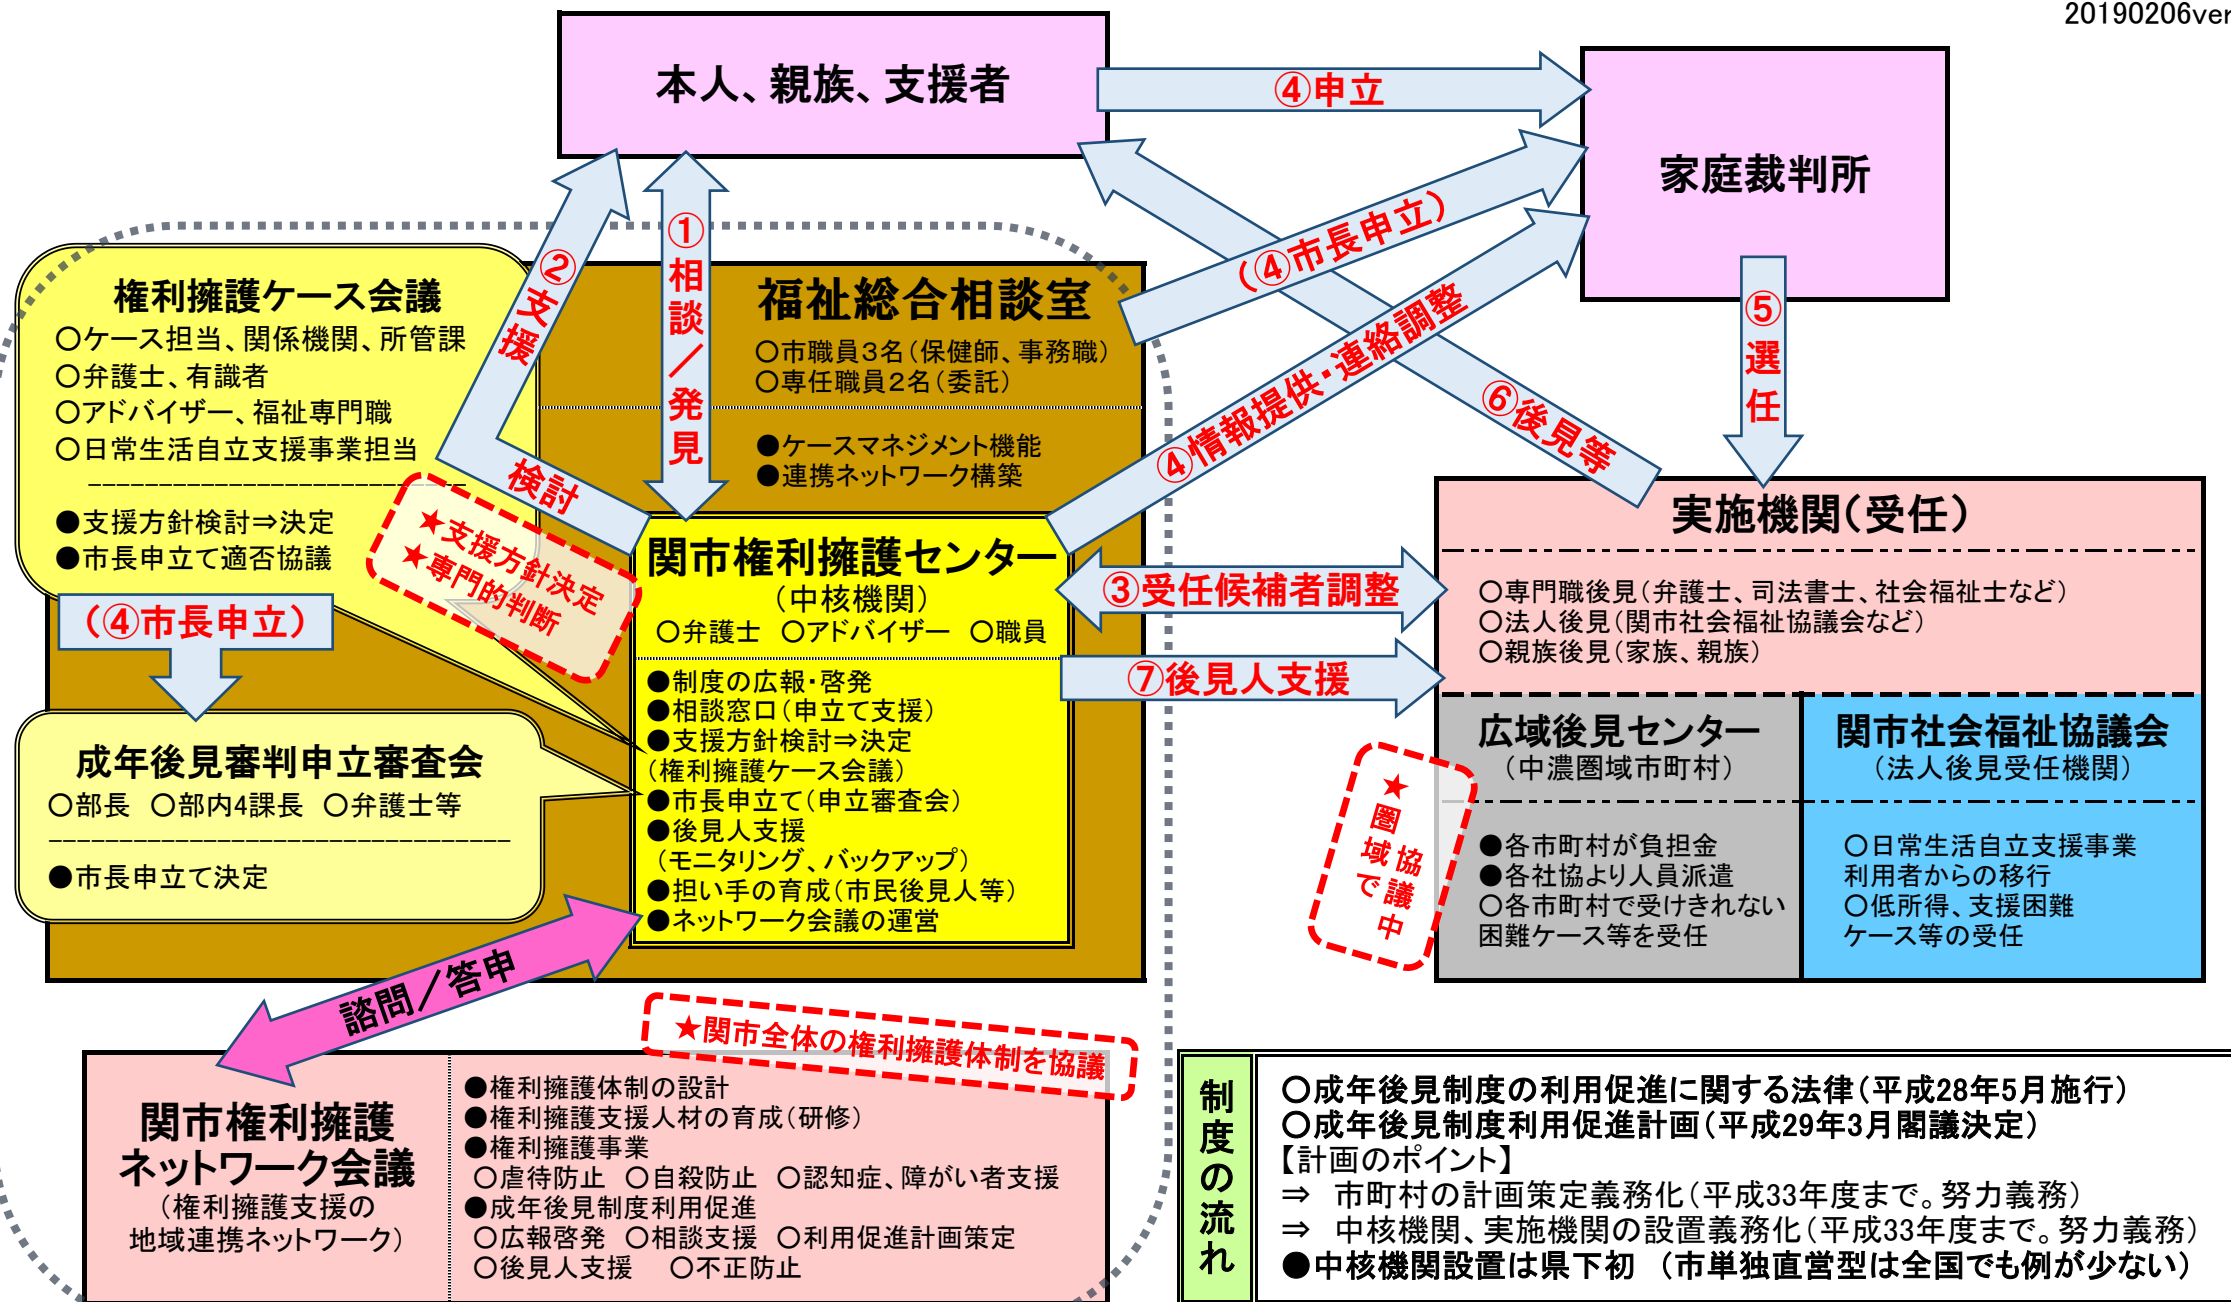 20190206ver
本人、親族、支援者
④申立
家庭裁判所
②支援
検討
①相談／発見
(④市長申立)
④情報提供・連絡調整
⑥後見等
⑤選任
権利擁護ケース会議
○ケース担当、関係機関、所管課
○弁護士、有識者
○アドバイザー、福祉専門職
○日常生活自立支援事業担当
●支援方針検討⇒決定
●市長申立て適否協議
★支援方針決定
★専門的判断
(④市長申立)
福祉総合相談室
○市職員3名(保健師、事務職)
○専任職員2名(委託)
●ケースマネジメント機能
●連携ネットワーク構築
関市権利擁護センター
(中核機関)
○弁護士 ○アドバイザー ○職員
●制度の広報・啓発
●相談窓口(申立て支援)
●支援方針検討⇒決定
(権利擁護ケース会議)
●市長申立て(申立審査会)
●後見人支援
(モニタリング、バックアップ)
●担い手の育成(市民後見人等)
●ネットワーク会議の運営
成年後見審判申立審査会
○部長 ○部内4課長 ○弁護士等
●市長申立て決定
③受任候補者調整
⑦後見人支援
実施機関(受任)
○専門職後見(弁護士、司法書士、社会福祉士など)
○法人後見(関市社会福祉協議会など)
○親族後見(家族、親族)
広域後見センター
(中濃圏域市町村)
●各市町村が負担金
●各社協より人員派遣
○各市町村で受けきれない
困難ケース等を受任
★圏域で
協議中
関市社会福祉協議会
(法人後見受任機関)
○日常生活自立支援事業
利用者からの移行
○低所得、支援困難
ケース等の受任
諮問／答申
★関市全体の権利擁護体制を協議
関市権利擁護
ネットワーク会議
(権利擁護支援の
地域連携ネットワーク)
●権利擁護体制の設計
●権利擁護支援人材の育成(研修)
●権利擁護事業
○虐待防止 ○自殺防止 ○認知症、障がい者支援
●成年後見制度利用促進
○広報啓発 ○相談支援 ○利用促進計画策定
○後見人支援 ○不正防止
制度の流れ
○成年後見制度の利用促進に関する法律(平成28年5月施行)
○成年後見制度利用促進計画(平成29年3月閣議決定)
【計画のポイント】
⇒ 市町村の計画策定義務化(平成33年度まで。努力義務)
⇒ 中核機関、実施機関の設置義務化(平成33年度まで。努力義務)
●中核機関設置は県下初 (市単独直営型は全国でも例が少ない)